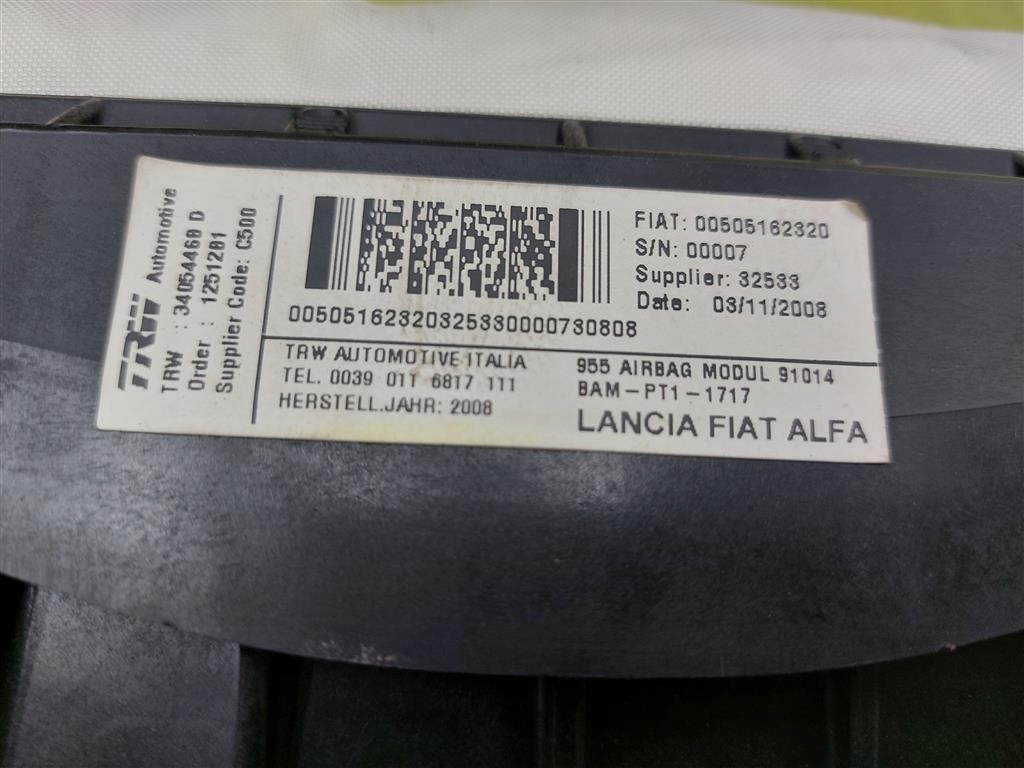 TRW Automotive
TRW : 34054468 D
Order : 12512B1
Supplier Code: C500
FIAT: 00505162320
S/N: 00007
Supplier: 32533
Date: 03/11/2008
00505162320325330000730808
TRW AUTOMOTIVE ITALIA
TEL. 0039 011 6817 111
HERSTELL.JAHR: 2008
955 AIRBAG MODUL 91014
BAM-PT1-1717
LANCIA FIAT ALFA